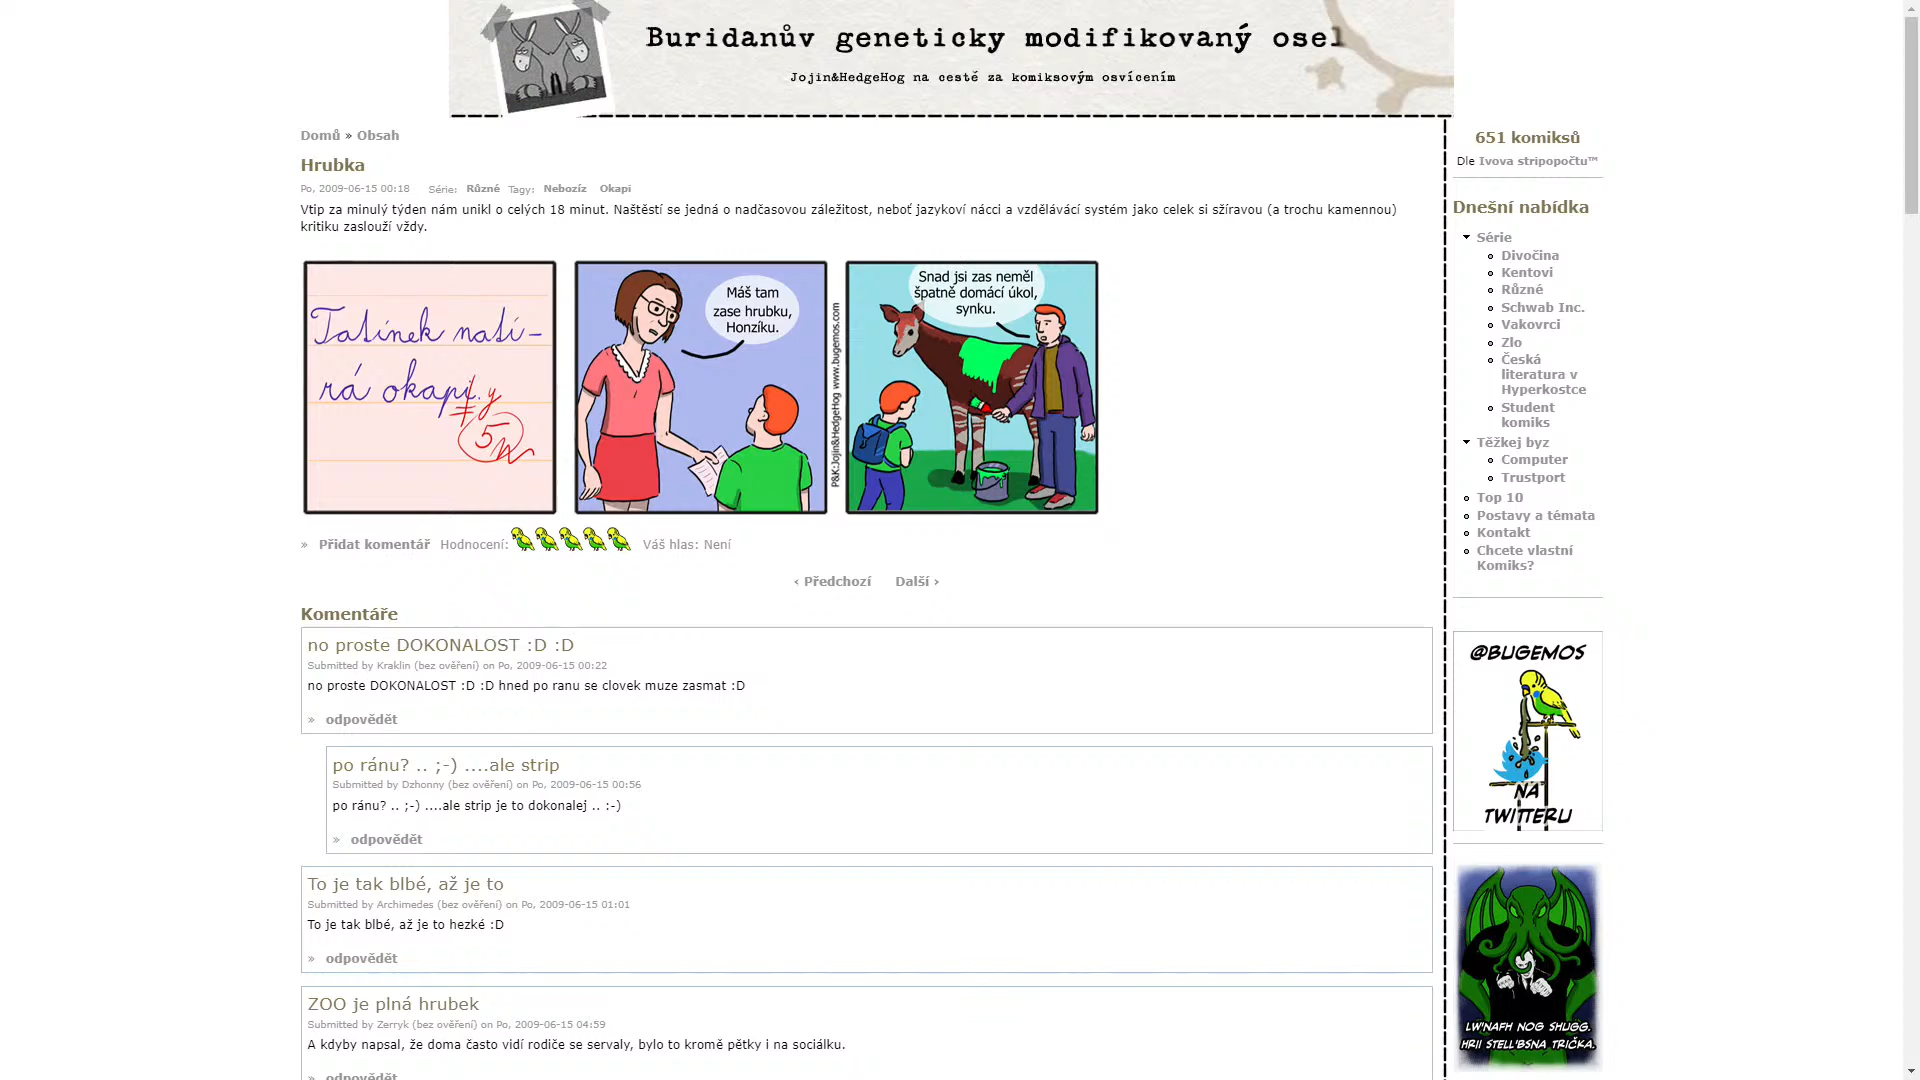 Buridanův geneticky modifikovaný osel
Jojin&HedgeHog na cestě za komiksovým osvícením
Domů » Obsah
Hrubka
Po, 2009-06-15 00:18 Série: Různé Tagy: Nebozíz Okapi
Vtip za minulý týden nám unikl o celých 18 minut. Naštěstí se jedná o nadčasovou záležitost, neboť jazykoví nácci a vzdělávácí systém jako celek si sžíravou (a trochu kamennou)
kritiku zaslouží vždy.
Tatínek natí-
rá okapi. y
5
Máš tam
zase hrubku,
Honzíku.
P&K:Jojin&HedgeHog www.bugemos.com
Snad jsi zas neměl
špatně domácí úkol,
synku.
» Přidat komentář Hodnocení: Váš hlas: Není
‹ Předchozí Další ›
Komentáře
no proste DOKONALOST :D :D
Submitted by Kraklin (bez ověření) on Po, 2009-06-15 00:22
no proste DOKONALOST :D :D hned po ranu se clovek muze zasmat :D
» odpovědět
po ránu? .. ;-) ....ale strip
Submitted by Dzhonny (bez ověření) on Po, 2009-06-15 00:56
po ránu? .. ;-) ....ale strip je to dokonalej .. :-)
» odpovědět
To je tak blbé, až je to
Submitted by Archimedes (bez ověření) on Po, 2009-06-15 01:01
To je tak blbé, až je to hezké :D
» odpovědět
ZOO je plná hrubek
Submitted by Zerryk (bez ověření) on Po, 2009-06-15 04:59
A kdyby napsal, že doma často vidí rodiče se servaly, bylo to kromě pětky i na sociálku.
» odpovědět
651 komiksů
Dle Ivova stripopočtu™
Dnešní nabídka
Série
Divočina
Kentovi
Různé
Schwab Inc.
Vakovrci
Zlo
Česká
literatura v
Hyperkostce
Student
komiks
Těžkej byz
Computer
Trustport
Top 10
Postavy a témata
Kontakt
Chcete vlastní
Komiks?
@BUGEMOS
NA
TWITTERU
LW'NAFH NOG SHUGG.
HRII STELL'BSNA TRIČKA.